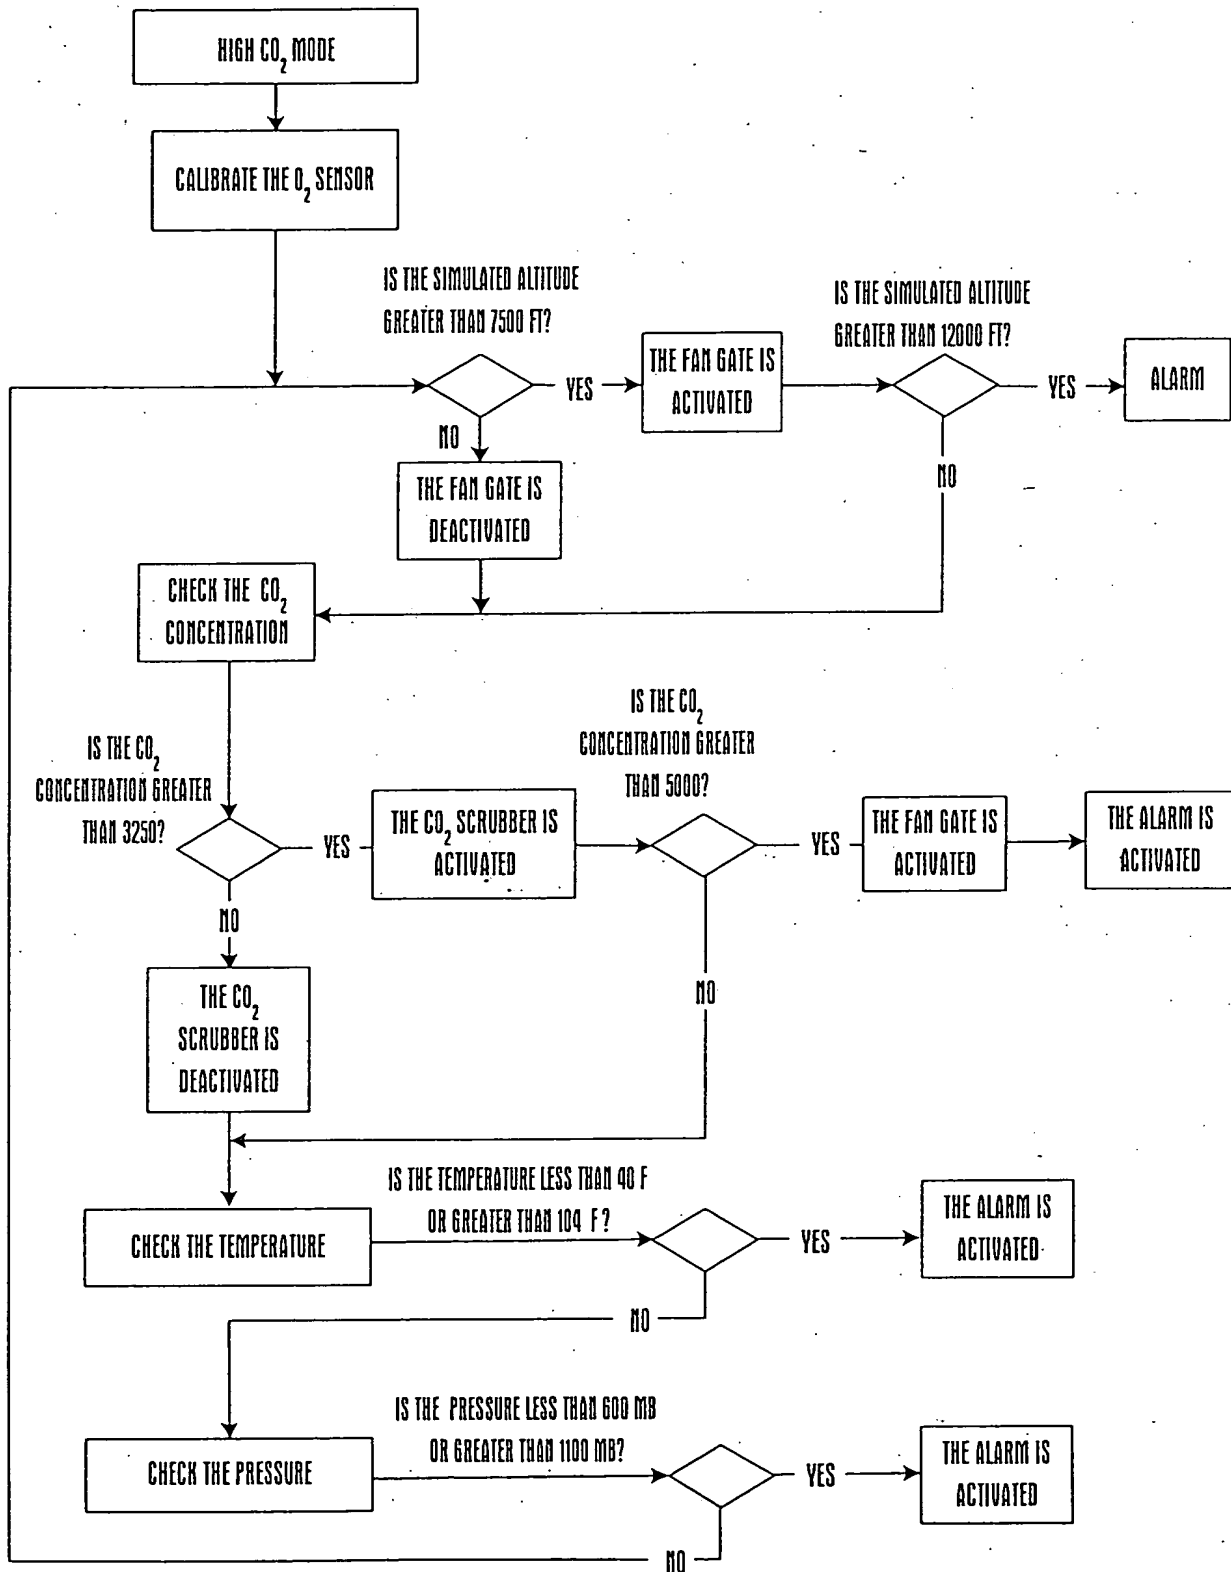 HIGH CO₂ MODE
CALIBRATE THE O₂ SENSOR
IS THE SIMULATED ALTITUDE
GREATER THAN 7500 FT?
IS THE SIMULATED ALTITUDE
GREATER THAN 12000 FT?
YES
THE FAN GATE IS
ACTIVATED
YES
ALARM
NO
THE FAN GATE IS
DEACTIVATED
NO
CHECK THE CO₂
CONCENTRATION
IS THE CO₂
CONCENTRATION GREATER
THAN 3250?
IS THE CO₂
CONCENTRATION GREATER
THAN 5000?
YES
THE CO₂ SCRUBBER IS
ACTIVATED
YES
THE FAN GATE IS
ACTIVATED
THE ALARM IS
ACTIVATED
NO
THE CO₂
SCRUBBER IS
DEACTIVATED
NO
CHECK THE TEMPERATURE
IS THE TEMPERATURE LESS THAN 40 F
OR GREATER THAN 104 F?
YES
THE ALARM IS
ACTIVATED
NO
CHECK THE PRESSURE
IS THE PRESSURE LESS THAN 600 MB
OR GREATER THAN 1100 MB?
YES
THE ALARM IS
ACTIVATED
NO